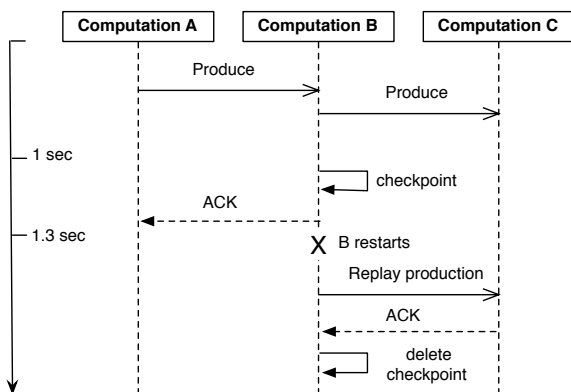 Computation A
Computation B
Computation C
Produce
Produce
1 sec
checkpoint
ACK
1.3 sec
X
B restarts
Replay production
ACK
delete
checkpoint